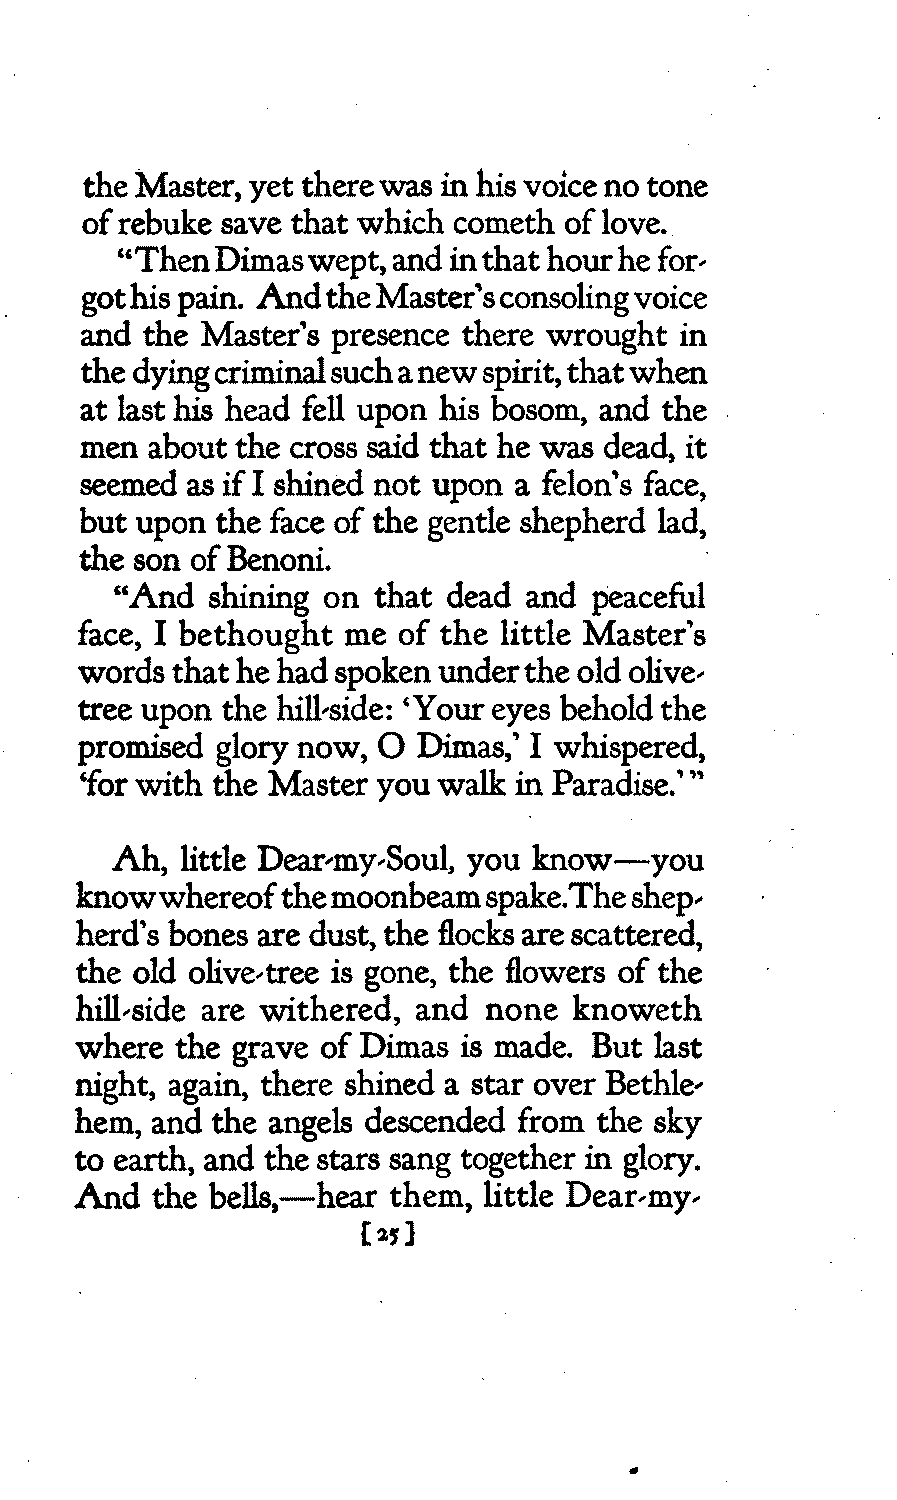 the Master, yet there was in his voice no tone
of rebuke save that which cometh of love.
“Then Dimas wept, and in that hour he for-
got his pain. And the Master's consoling voice
and the Master's presence there wrought in
the dying criminal such a new spirit, that when
at last his head fell upon his bosom, and the
men about the cross said that he was dead, it
seemed as if I shined not upon a felon's face,
but upon the face of the gentle shepherd lad,
the son of Benoni.
“And shining on that dead and peaceful
face, I bethought me of the little Master's
words that he had spoken under the old olive-
tree upon the hill-side: ‘Your eyes behold the
promised glory now, O Dimas,’ I whispered,
‘for with the Master you walk in Paradise.’”
Ah, little Dear-my-Soul, you know—you
know whereof the moonbeam spake. The shep-
herd's bones are dust, the flocks are scattered,
the old olive-tree is gone, the flowers of the
hill-side are withered, and none knoweth
where the grave of Dimas is made. But last
night, again, there shined a star over Bethle-
hem, and the angels descended from the sky
to earth, and the stars sang together in glory.
And the bells,—hear them, little Dear-my-
[25]